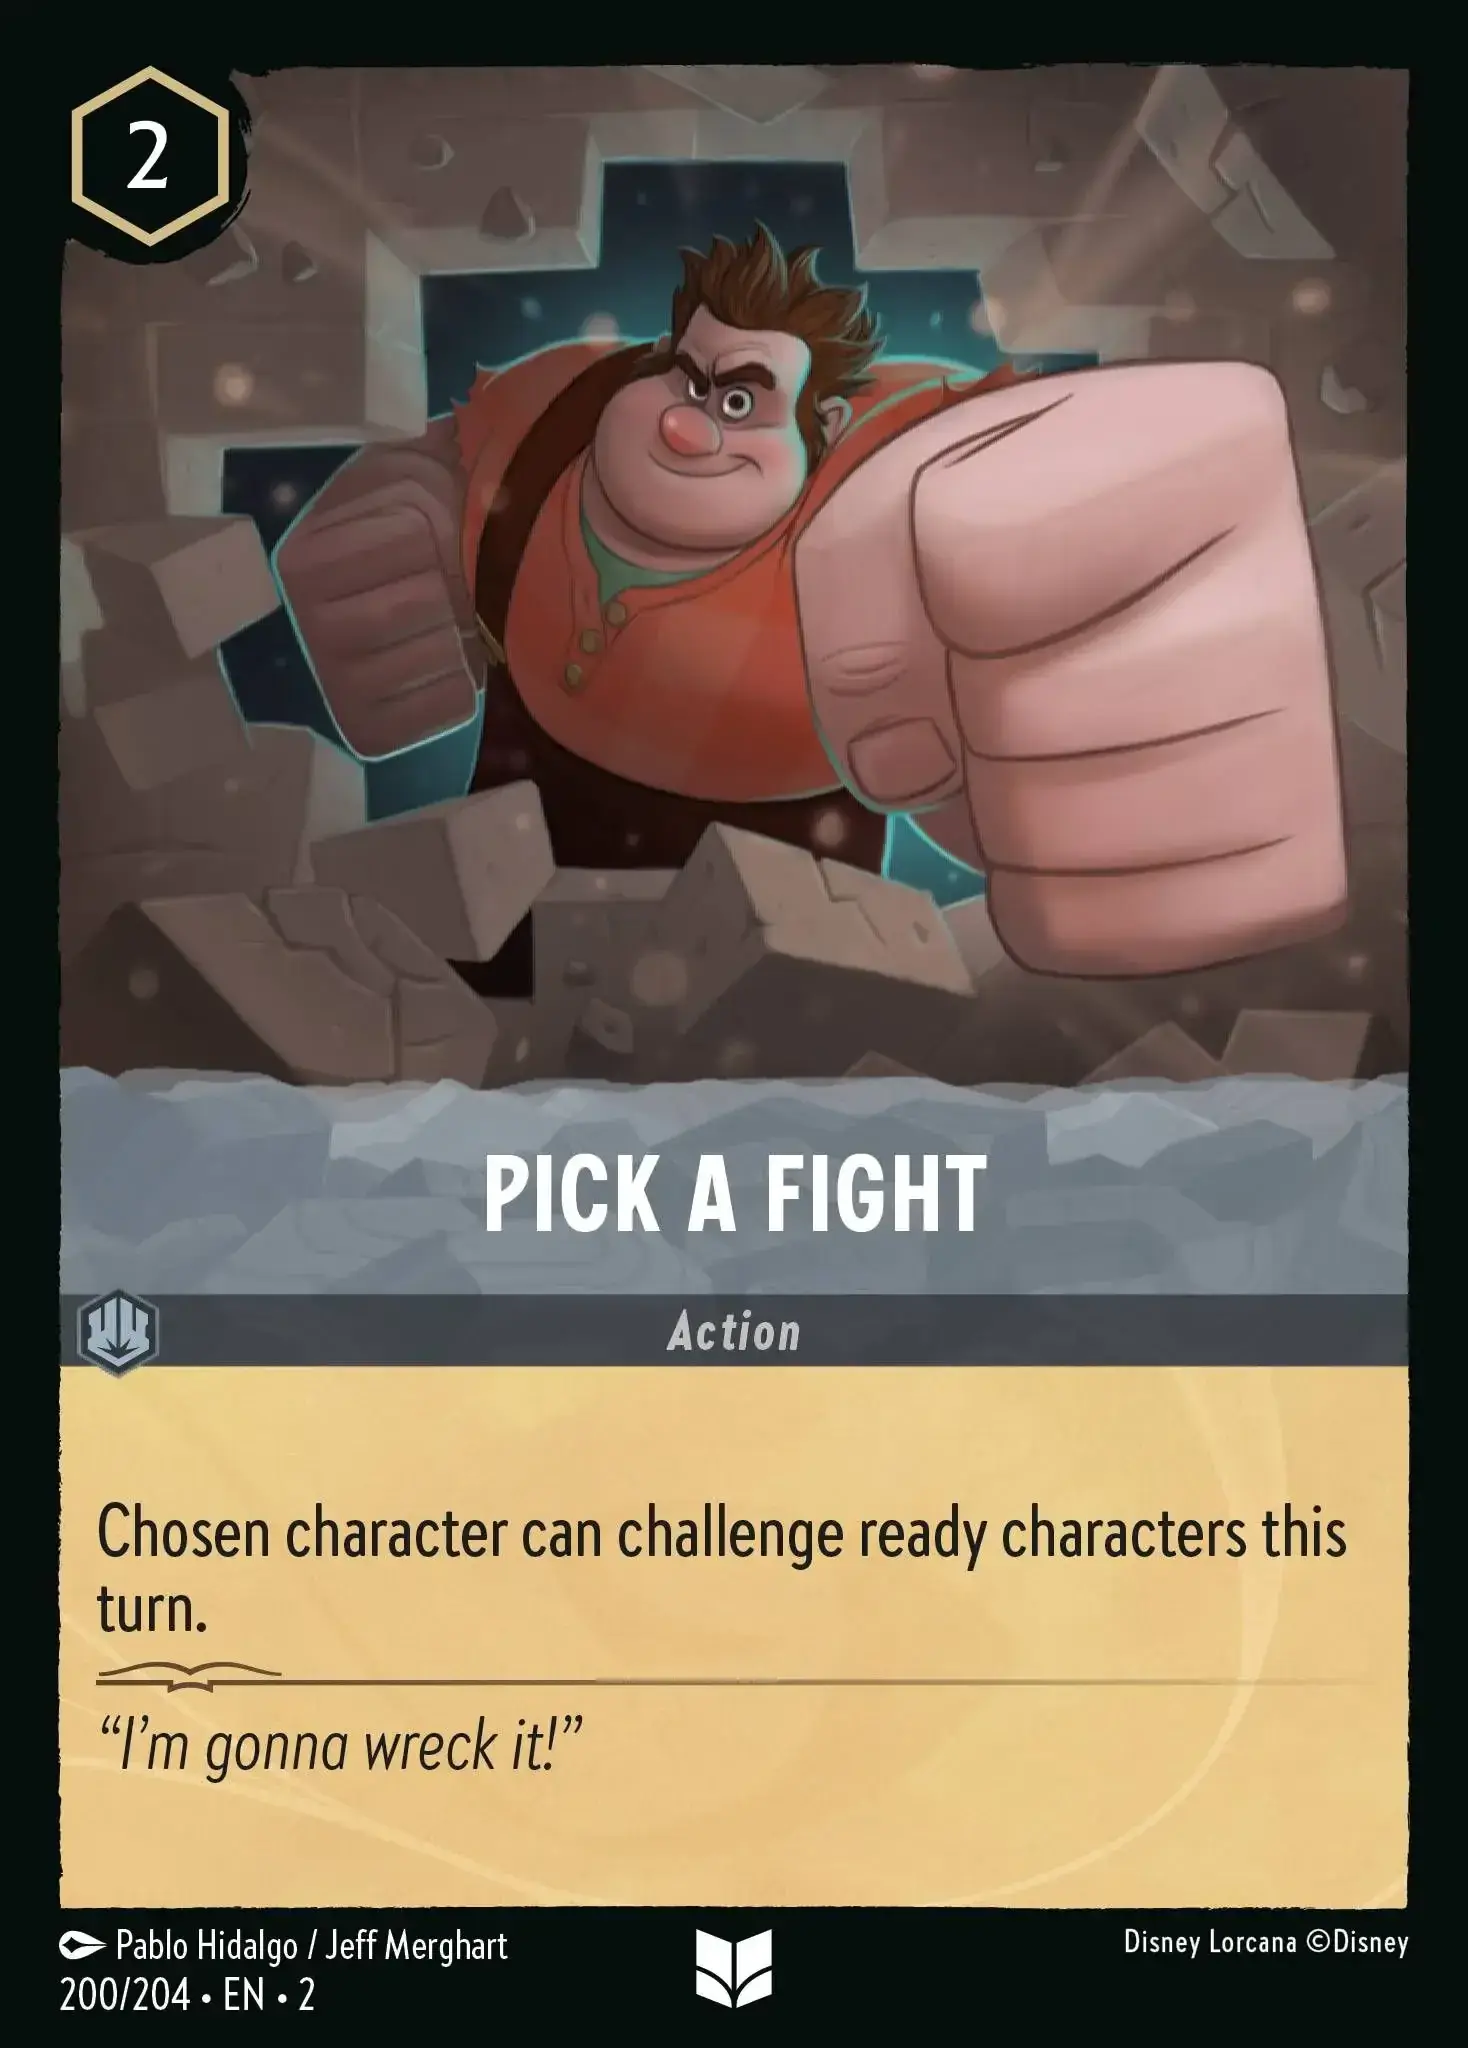 2
PICK A FIGHT
Action
Chosen character can challenge ready characters this
turn.
“I’m gonna wreck it!”
Pablo Hidalgo / Jeff Merghart
Disney Lorcana ©Disney
200/204 • EN • 2